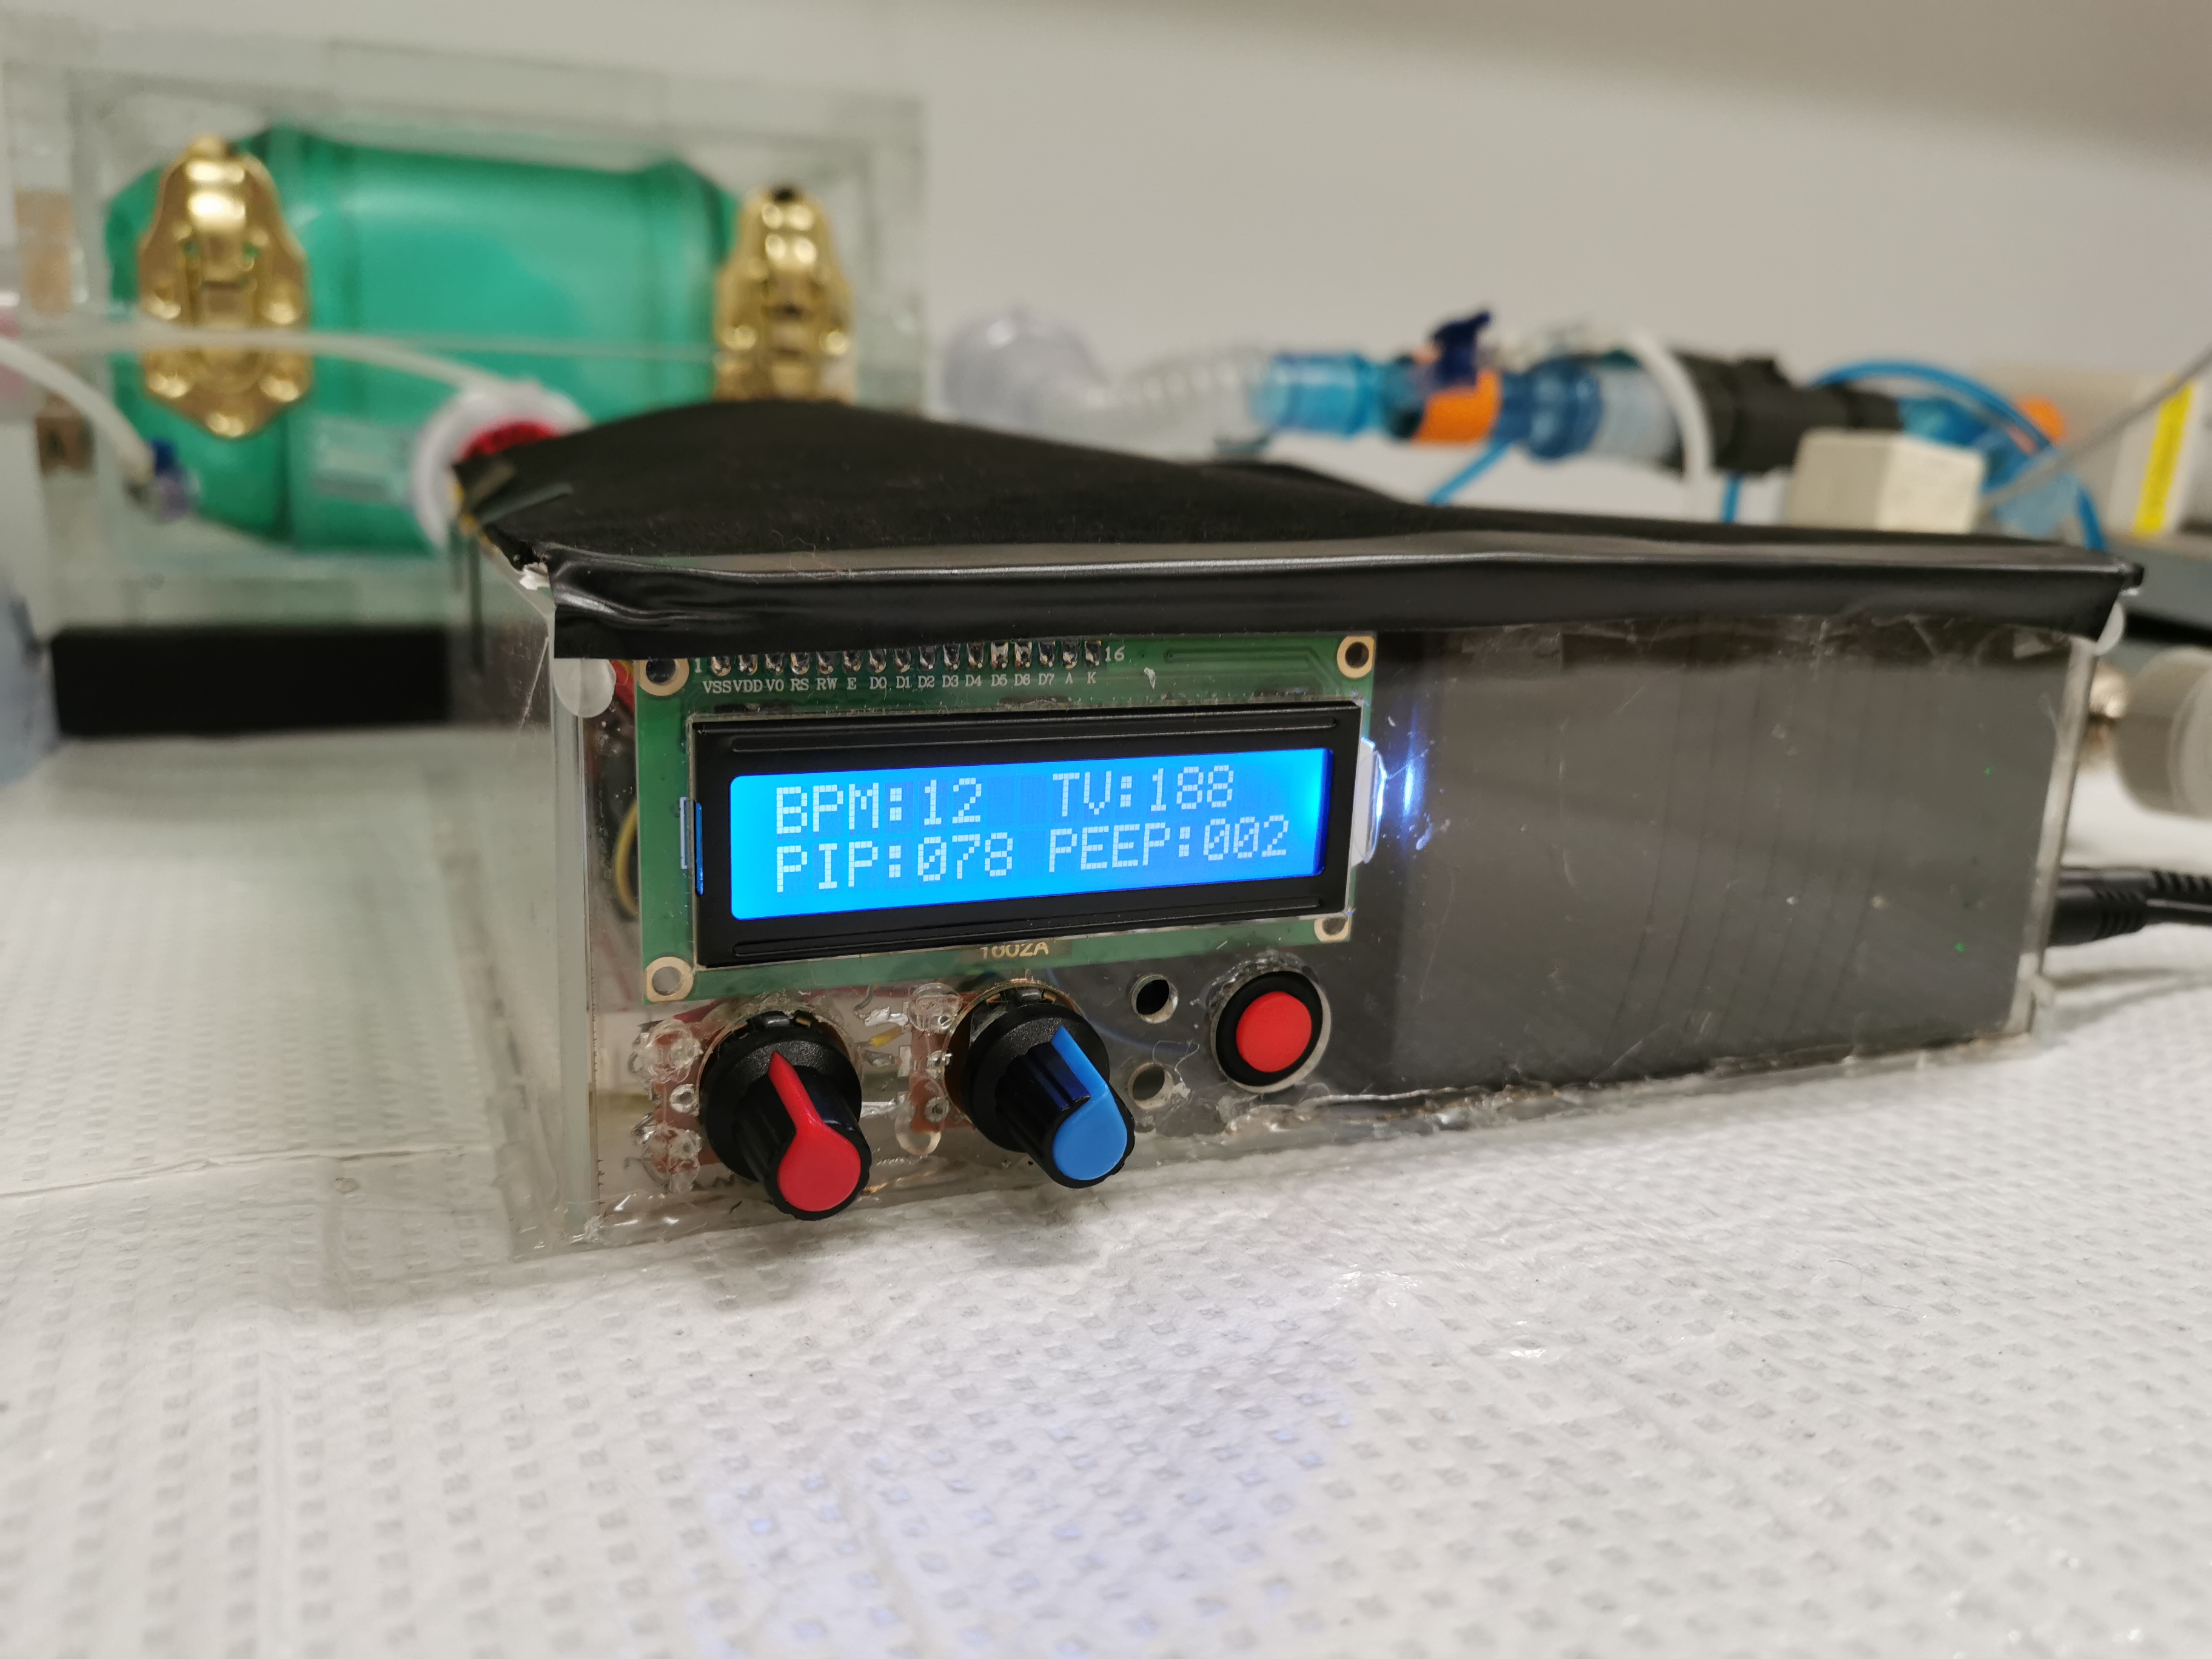 1 16
VSS VDD V0 RS RW E D0 D1 D2 D3 D4 D5 D6 D7 A K
BPM:12 TV:188
PIP:078 PEEP:002
1602A